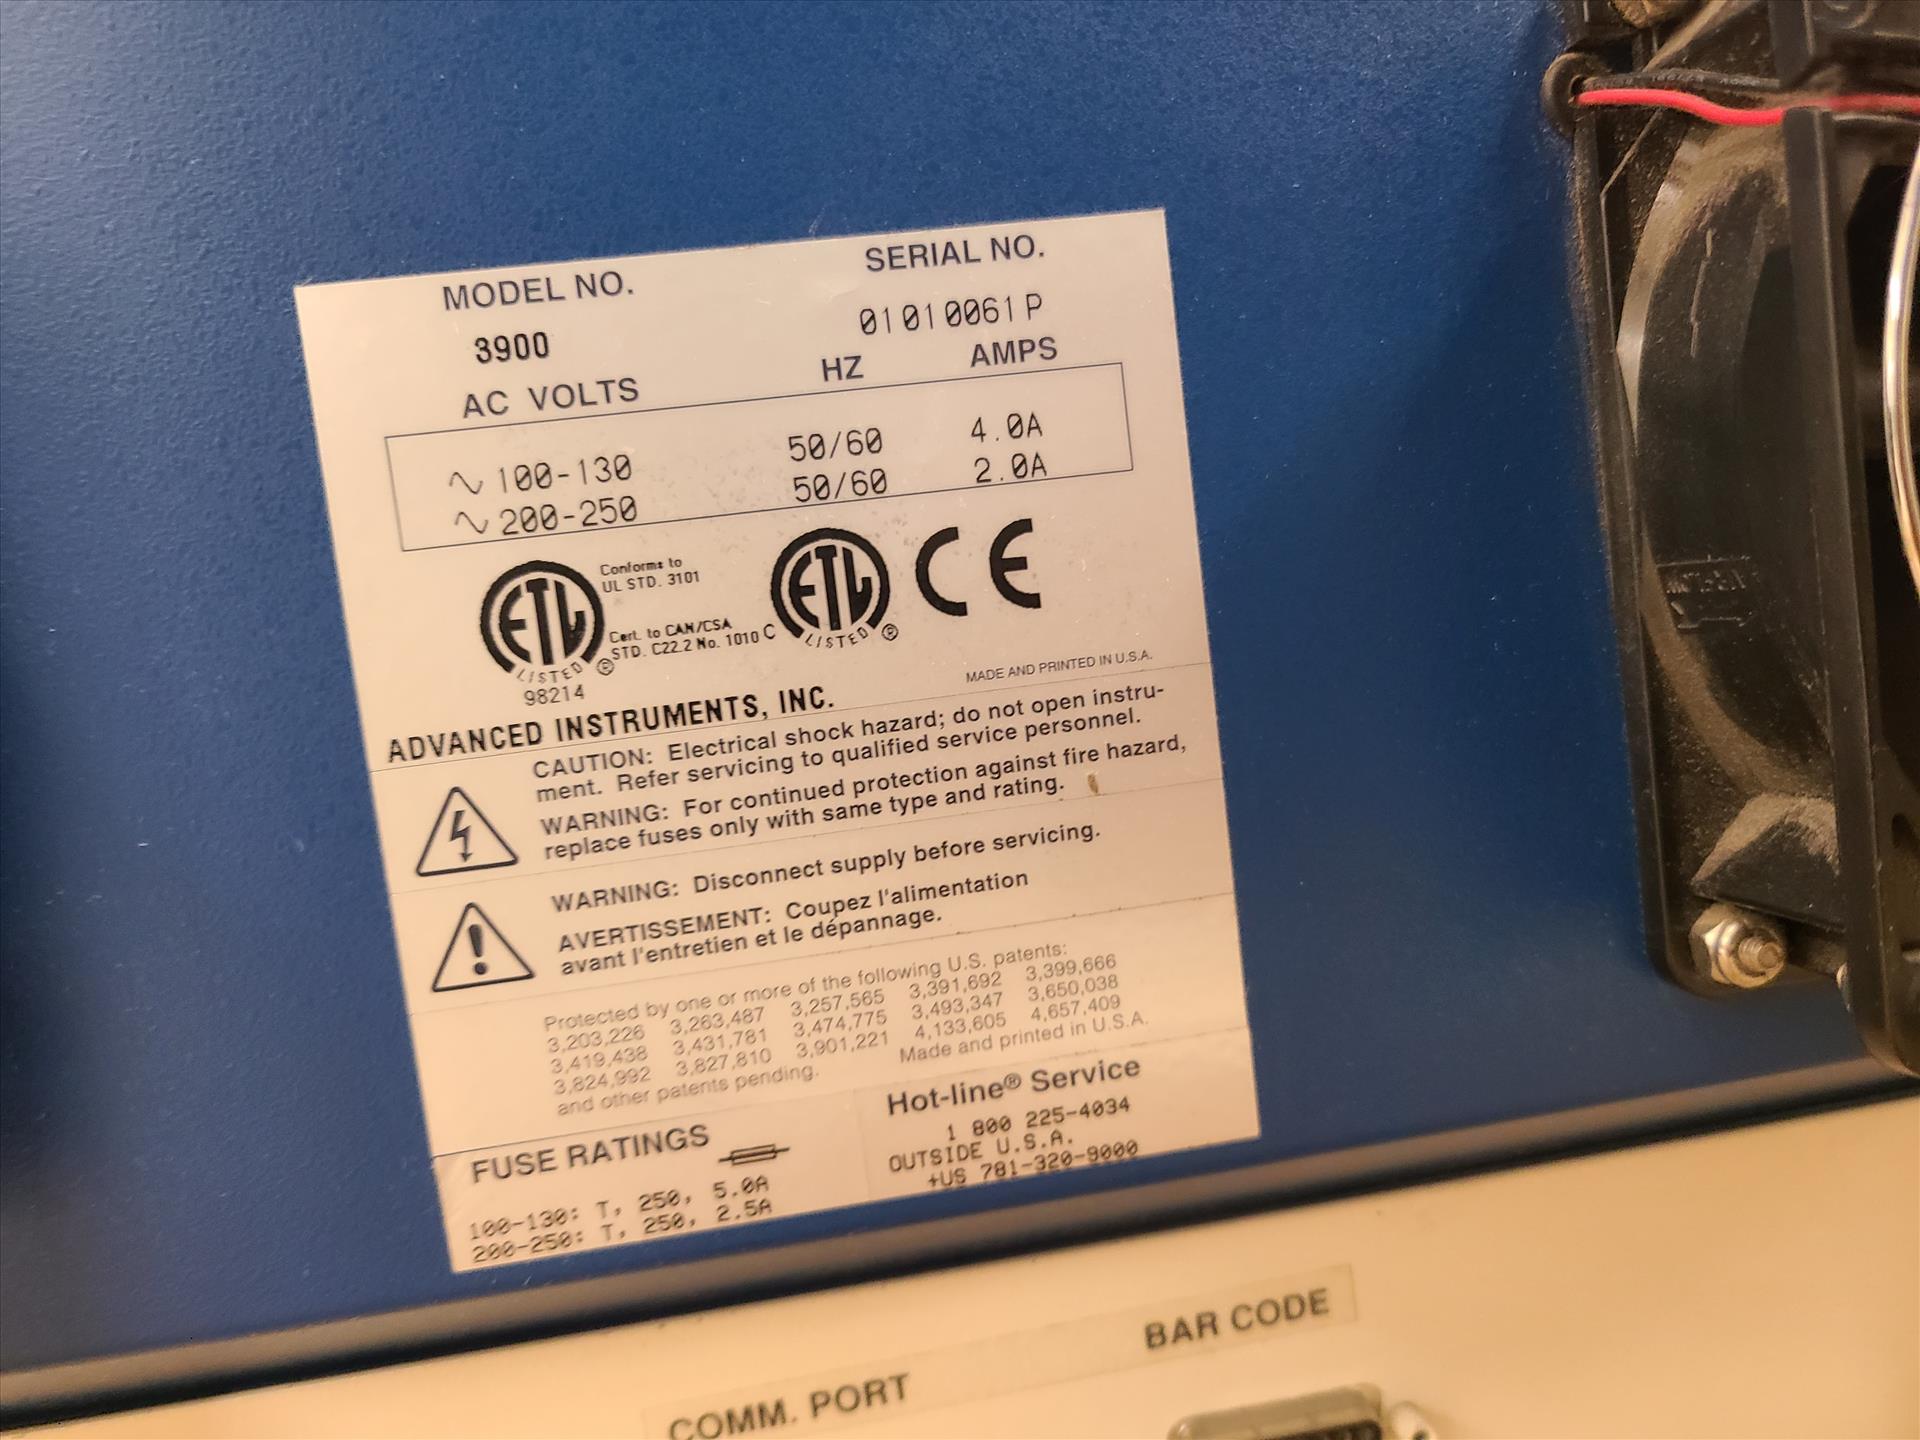 MODEL NO. SERIAL NO.
3900 01010061P
AC VOLTS HZ AMPS
∿ 100-130 50/60 4.0A
∿ 200-250 50/60 2.0A
ETL LISTED ®
98214
Conforms to
UL STD. 3101
Cert. to CAN/CSA
STD. C22.2 No. 1010
C ETL LISTED ®
CE
MADE AND PRINTED IN U.S.A.
ADVANCED INSTRUMENTS, INC.
CAUTION: Electrical shock hazard; do not open instru-
ment. Refer servicing to qualified service personnel.
WARNING: For continued protection against fire hazard,
replace fuses only with same type and rating.
WARNING: Disconnect supply before servicing.
AVERTISSEMENT: Coupez l'alimentation
avant l'entretien et le dépannage.
Protected by one or more of the following U.S. patents:
3,203,226 3,263,487 3,257,565 3,391,692 3,399,666
3,419,438 3,431,781 3,474,775 3,493,347 3,650,038
3,824,992 3,827,810 3,901,221 4,133,605 4,657,409
and other patents pending. Made and printed in U.S.A.
FUSE RATINGS
100-130: T, 250, 5.0A
200-250: T, 250, 2.5A
Hot-line® Service
1 800 225-4034
OUTSIDE U.S.A.
+US 781-320-9000
COMM. PORT
BAR CODE